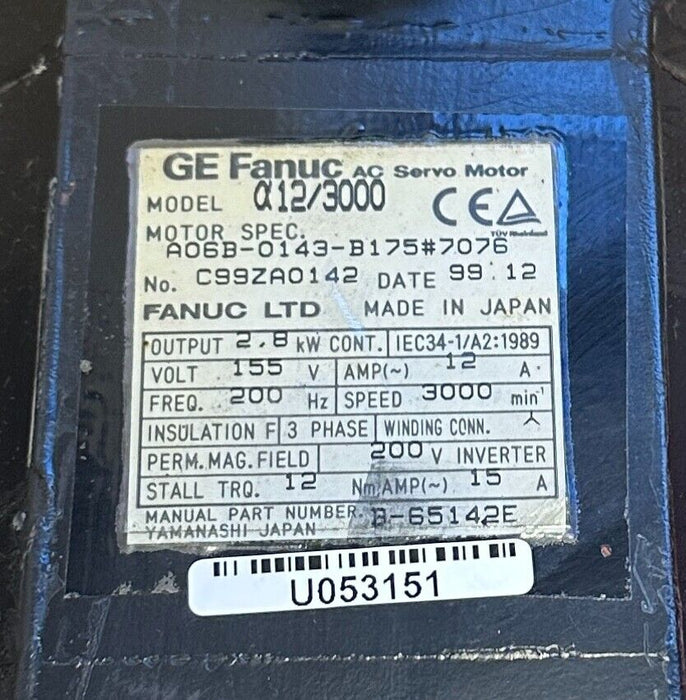 GE Fanuc AC Servo Motor
MODEL α12/3000
CE
TÜV Rheinland
MOTOR SPEC.
A06B-0143-B175#7076
No. C99ZA0142 DATE 99.12
FANUC LTD MADE IN JAPAN
OUTPUT 2.8 kW CONT. IEC34-1/A2:1989
VOLT 155 V AMP(~) 12 A
FREQ. 200 Hz SPEED 3000 min⁻¹
INSULATION F 3 PHASE WINDING CONN.
PERM.MAG.FIELD 200 V INVERTER
STALL TRQ. 12 Nm AMP(~) 15 A
MANUAL PART NUMBER. B-65142E
YAMANASHI JAPAN
U053151